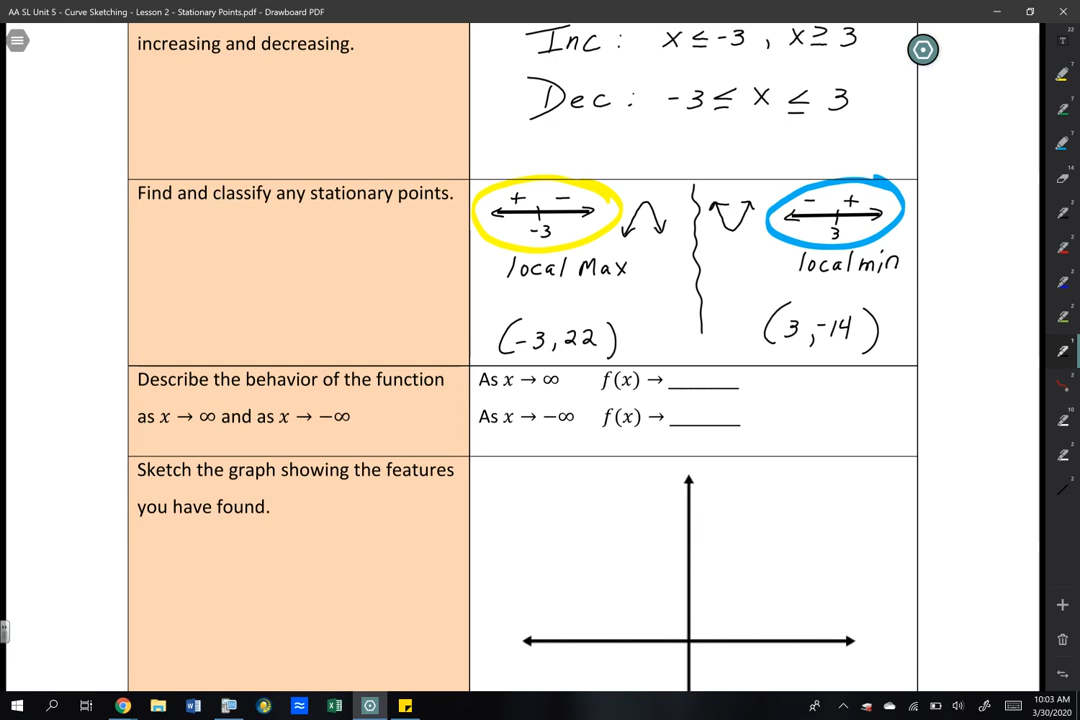 AA SL Unit 5 - Curve Sketching - Lesson 2 - Stationary Points.pdf - Drawboard PDF
increasing and decreasing.
Inc : x ≤ -3 , x ≥ 3
Dec : -3 ≤ x ≤ 3
Find and classify any stationary points.
+ -
-3
- +
3
local Max
local min
(-3, 22)
(3, -14)
Describe the behavior of the function
as x → ∞ and as x → −∞
As x → ∞ f(x) → ______
As x → −∞ f(x) → ______
Sketch the graph showing the features
you have found.
10:03 AM
3/30/2020